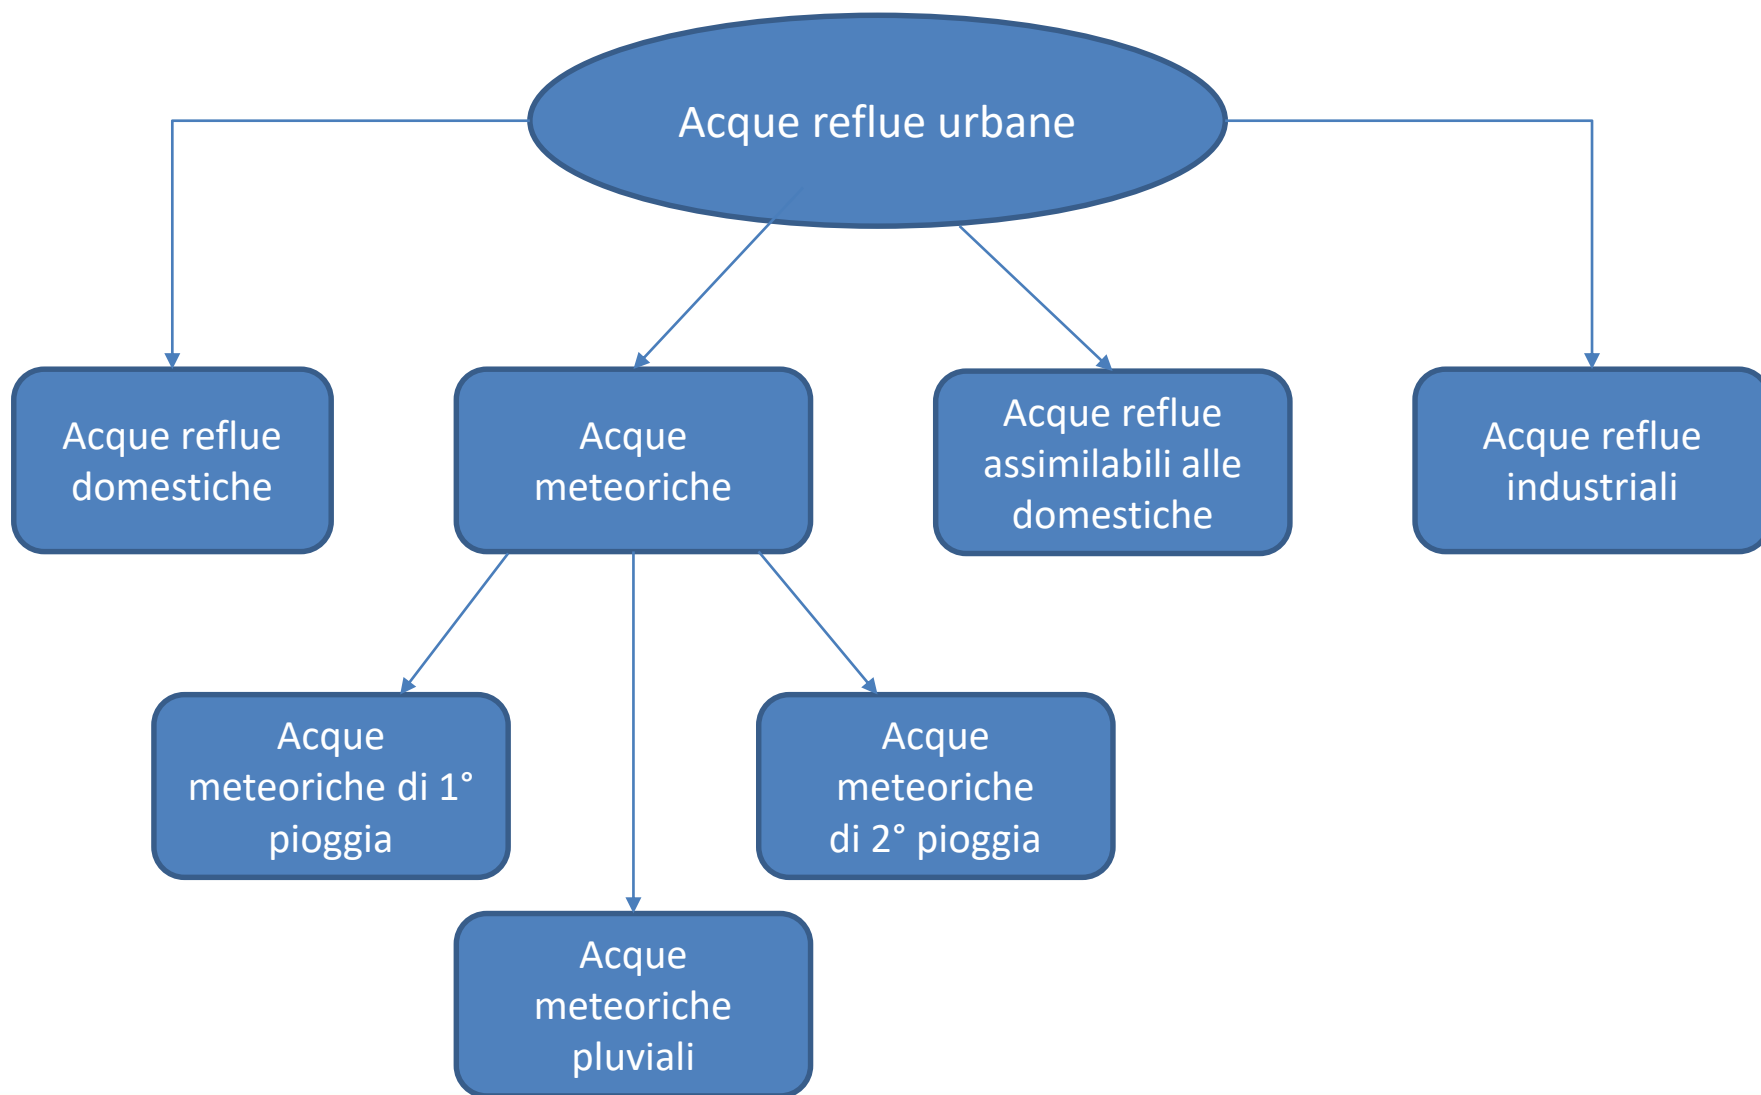 Acque reflue urbane
Acque reflue
domestiche
Acque
meteoriche
Acque reflue
assimilabili alle
domestiche
Acque reflue
industriali
Acque
meteoriche di 1°
pioggia
Acque
meteoriche
di 2° pioggia
Acque
meteoriche
pluviali